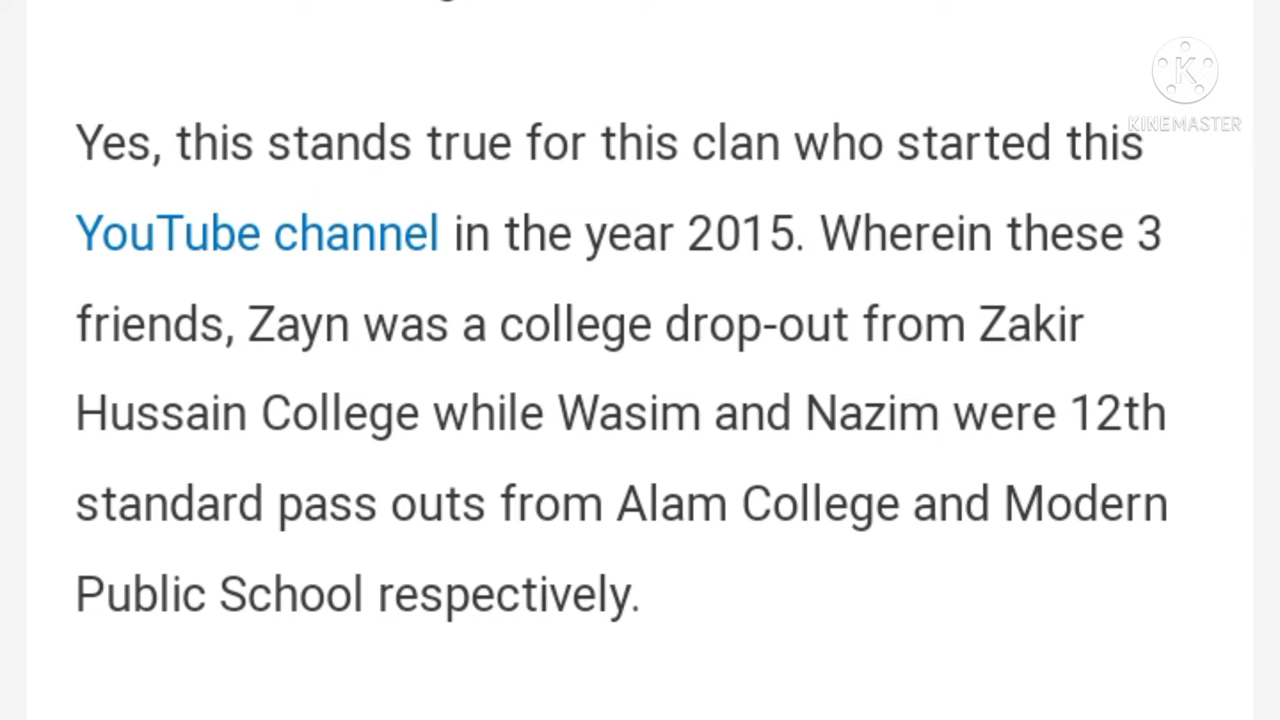 KINEMASTER
Yes, this stands true for this clan who started this
YouTube channel in the year 2015. Wherein these 3
friends, Zayn was a college drop-out from Zakir
Hussain College while Wasim and Nazim were 12th
standard pass outs from Alam College and Modern
Public School respectively.